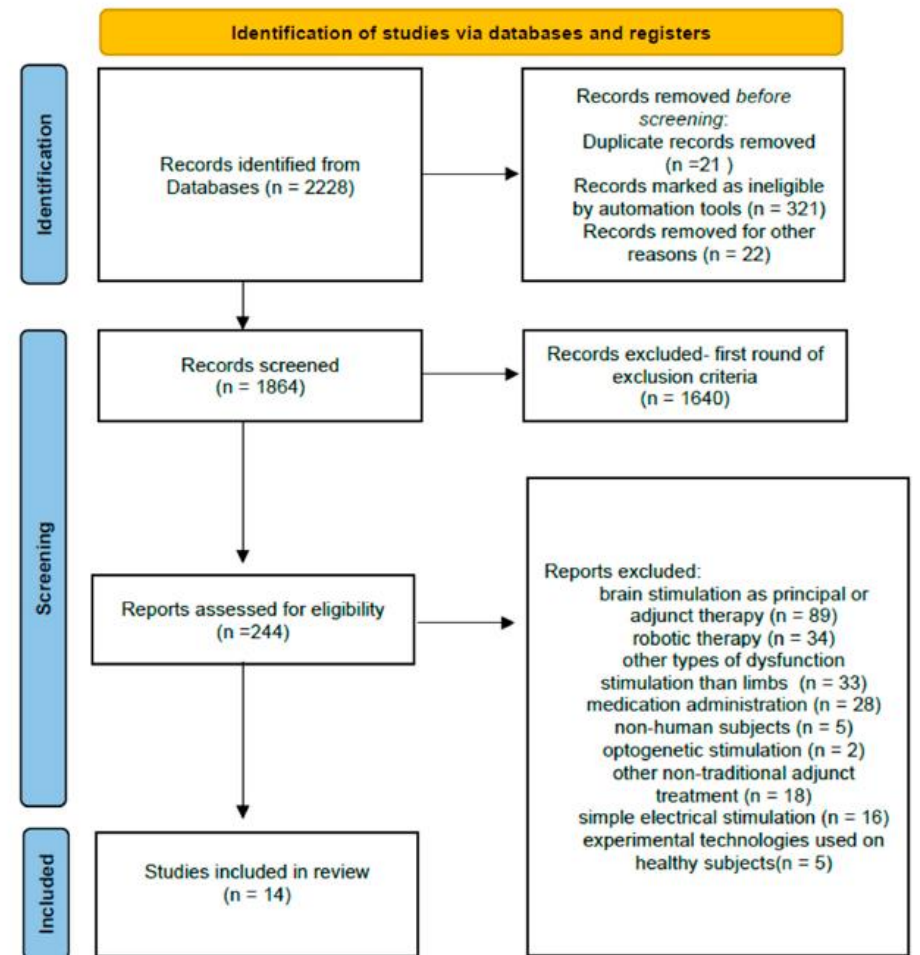 Identification of studies via databases and registers
Identification
Records identified from
Databases (n = 2228)
Records removed before
screening:
Duplicate records removed
(n =21 )
Records marked as ineligible
by automation tools (n = 321)
Records removed for other
reasons (n = 22)
Screening
Records screened
(n = 1864)
Records excluded- first round of
exclusion criteria
(n = 1640)
Reports assessed for eligibility
(n =244)
Reports excluded:
brain stimulation as principal or
adjunct therapy (n = 89)
robotic therapy (n = 34)
other types of dysfunction
stimulation than limbs (n = 33)
medication administration (n = 28)
non-human subjects (n = 5)
optogenetic stimulation (n = 2)
other non-traditional adjunct
treatment (n = 18)
simple electrical stimulation (n = 16)
experimental technologies used on
healthy subjects(n = 5)
Included
Studies included in review
(n = 14)